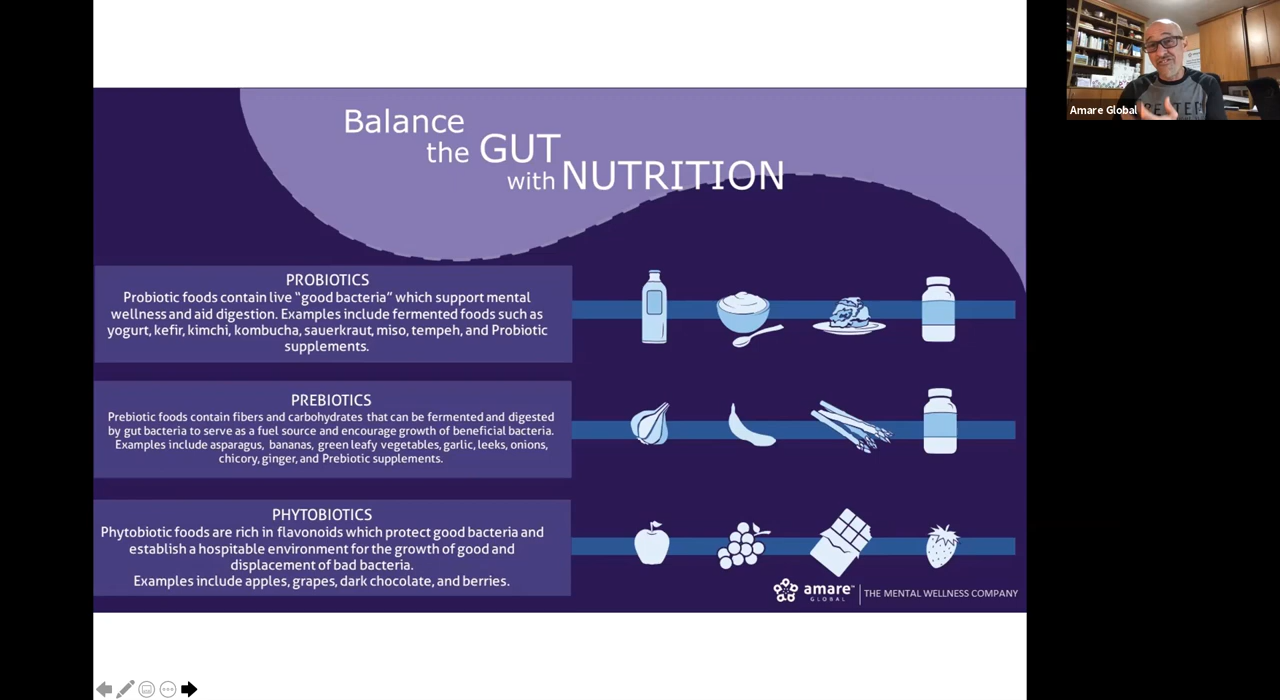 Balance
the GUT
with NUTRITION
PROBIOTICS
Probiotic foods contain live “good bacteria” which support mental
wellness and aid digestion. Examples include fermented foods such as
yogurt, kefir, kimchi, kombucha, sauerkraut, miso, tempeh, and Probiotic
supplements.
PREBIOTICS
Prebiotic foods contain fibers and carbohydrates that can be fermented and digested
by gut bacteria to serve as a fuel source and encourage growth of beneficial bacteria.
Examples include asparagus, bananas, green leafy vegetables, garlic, leeks, onions,
chicory, ginger, and Prebiotic supplements.
PHYTOBIOTICS
Phytobiotic foods are rich in flavonoids which protect good bacteria and
establish a hospitable environment for the growth of good and
displacement of bad bacteria.
Examples include apples, grapes, dark chocolate, and berries.
amare™
GLOBAL
THE MENTAL WELLNESS COMPANY
Amare Global